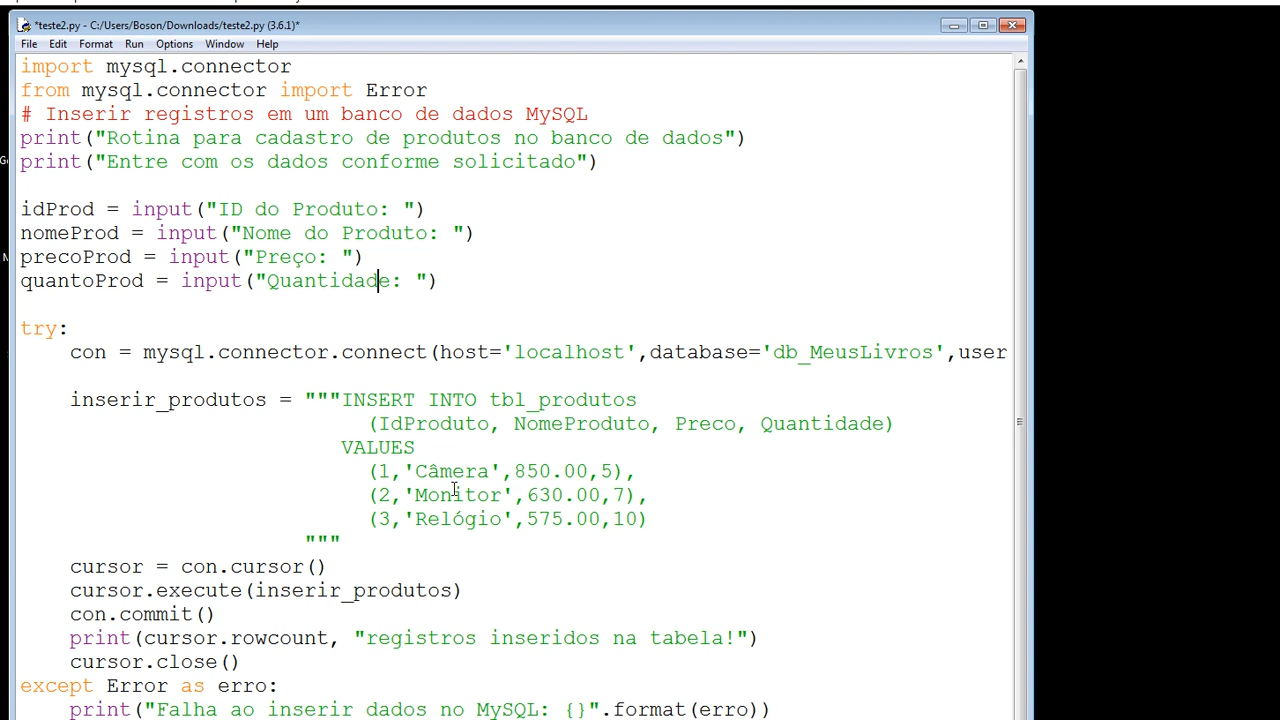 *teste2.py - C:/Users/Boson/Downloads/teste2.py (3.6.1)*
File Edit Format Run Options Window Help
import mysql.connector
from mysql.connector import Error
# Inserir registros em um banco de dados MySQL
print("Rotina para cadastro de produtos no banco de dados")
print("Entre com os dados conforme solicitado")
idProd = input("ID do Produto: ")
nomeProd = input("Nome do Produto: ")
precoProd = input("Preço: ")
quantoProd = input("Quantidade: ")
try:
con = mysql.connector.connect(host='localhost',database='db_MeusLivros',user
inserir_produtos = """INSERT INTO tbl_produtos
(IdProduto, NomeProduto, Preco, Quantidade)
VALUES
(1,'Câmera',850.00,5),
(2,'Monitor',630.00,7),
(3,'Relógio',575.00,10)
"""
cursor = con.cursor()
cursor.execute(inserir_produtos)
con.commit()
print(cursor.rowcount, "registros inseridos na tabela!")
cursor.close()
except Error as erro:
print("Falha ao inserir dados no MySQL: {}".format(erro))